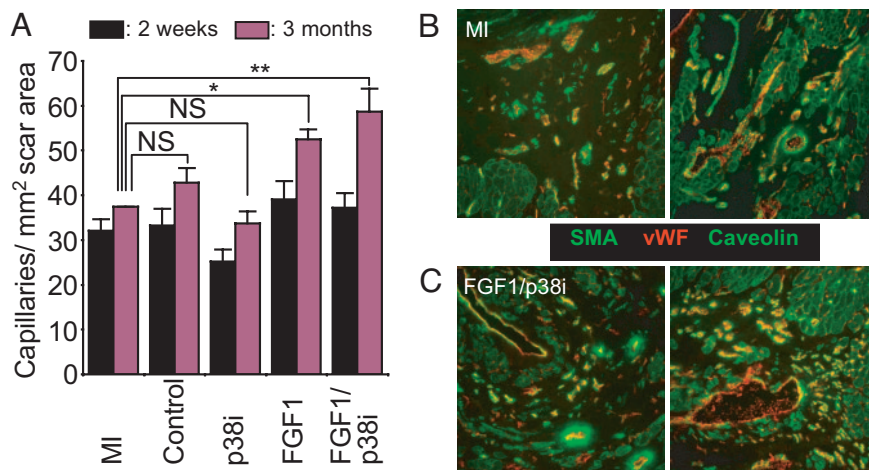 A
: 2 weeks : 3 months
Capillaries/ mm² scar area
70
60
50
40
30
20
10
0
**
*
NS
NS
MI
Control
p38i
FGF1
FGF1/
p38i
B
MI
SMA vWF Caveolin
C
FGF1/p38i